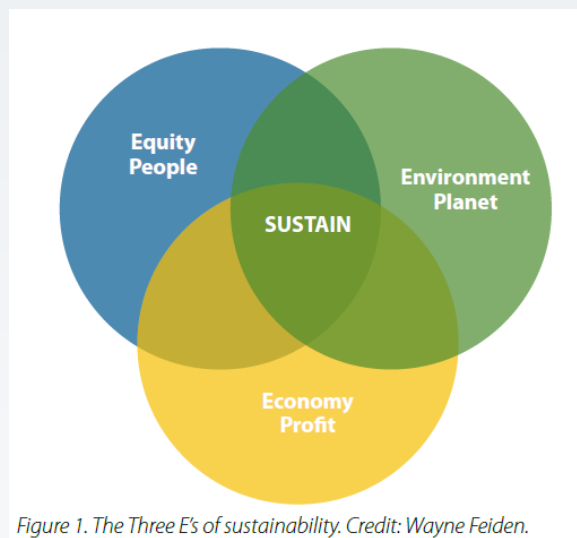 Equity
People
Environment
Planet
SUSTAIN
Economy
Profit
Figure 1. The Three E's of sustainability. Credit: Wayne Feiden.